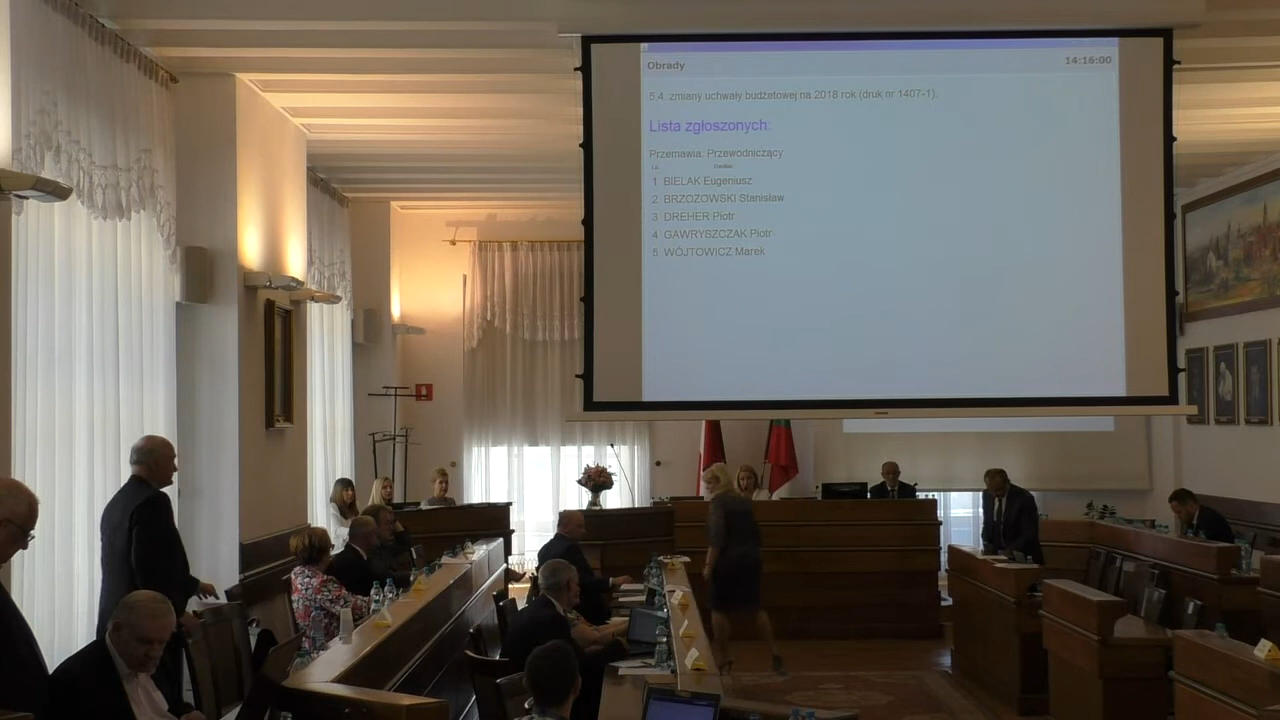 Obrady
14:16:00
5.4. zmiany uchwały budżetowej na 2018 rok (druk nr 1407-1).
Lista zgłoszonych:
Przemawia: Przewodniczący
1 BIELAK Eugeniusz
2. BRZOZOWSKI Stanisław
3 DREHER Piotr
4 GAWRYSZCZAK Piotr
5 WÓJTOWICZ Marek